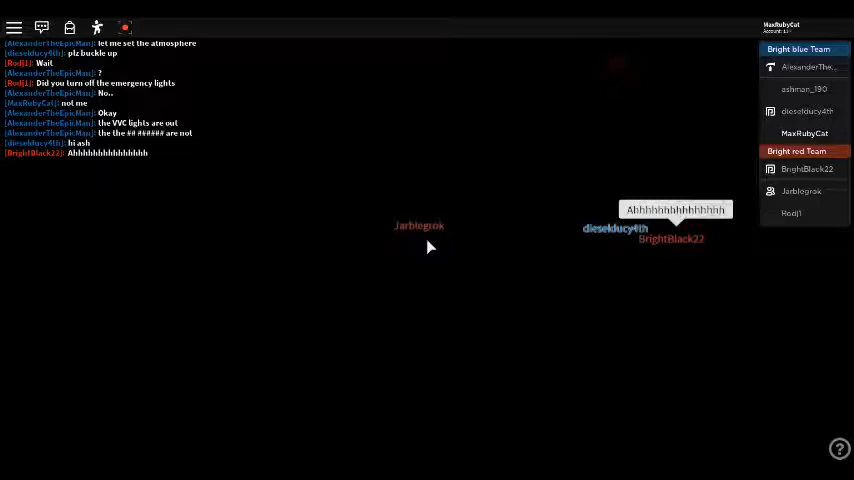 MaxRubyCat
Account: 13+
[AlexanderTheEpicMan]: let me set the atmosphere
[dieselducy4th]: plz buckle up
[Rodj1]: Wait
[AlexanderTheEpicMan]: ?
[Rodj1]: Did you turn off the emergency lights
[AlexanderTheEpicMan]: No..
[MaxRubyCat]: not me
[AlexanderTheEpicMan]: Okay
[AlexanderTheEpicMan]: the VVC lights are out
[AlexanderTheEpicMan]: the the ## ###### are not
[dieselducy4th]: hi ash
[BrightBlack22]: Ahhhhhhhhhhhhhhh
Bright blue Team
AlexanderThe...
ashman_190
dieselducy4th
MaxRubyCat
Bright red Team
BrightBlack22
Jarblegrok
Rodj1
Ahhhhhhhhhhhhhhh
Jarblegrok
dieselducy4th
BrightBlack22
?